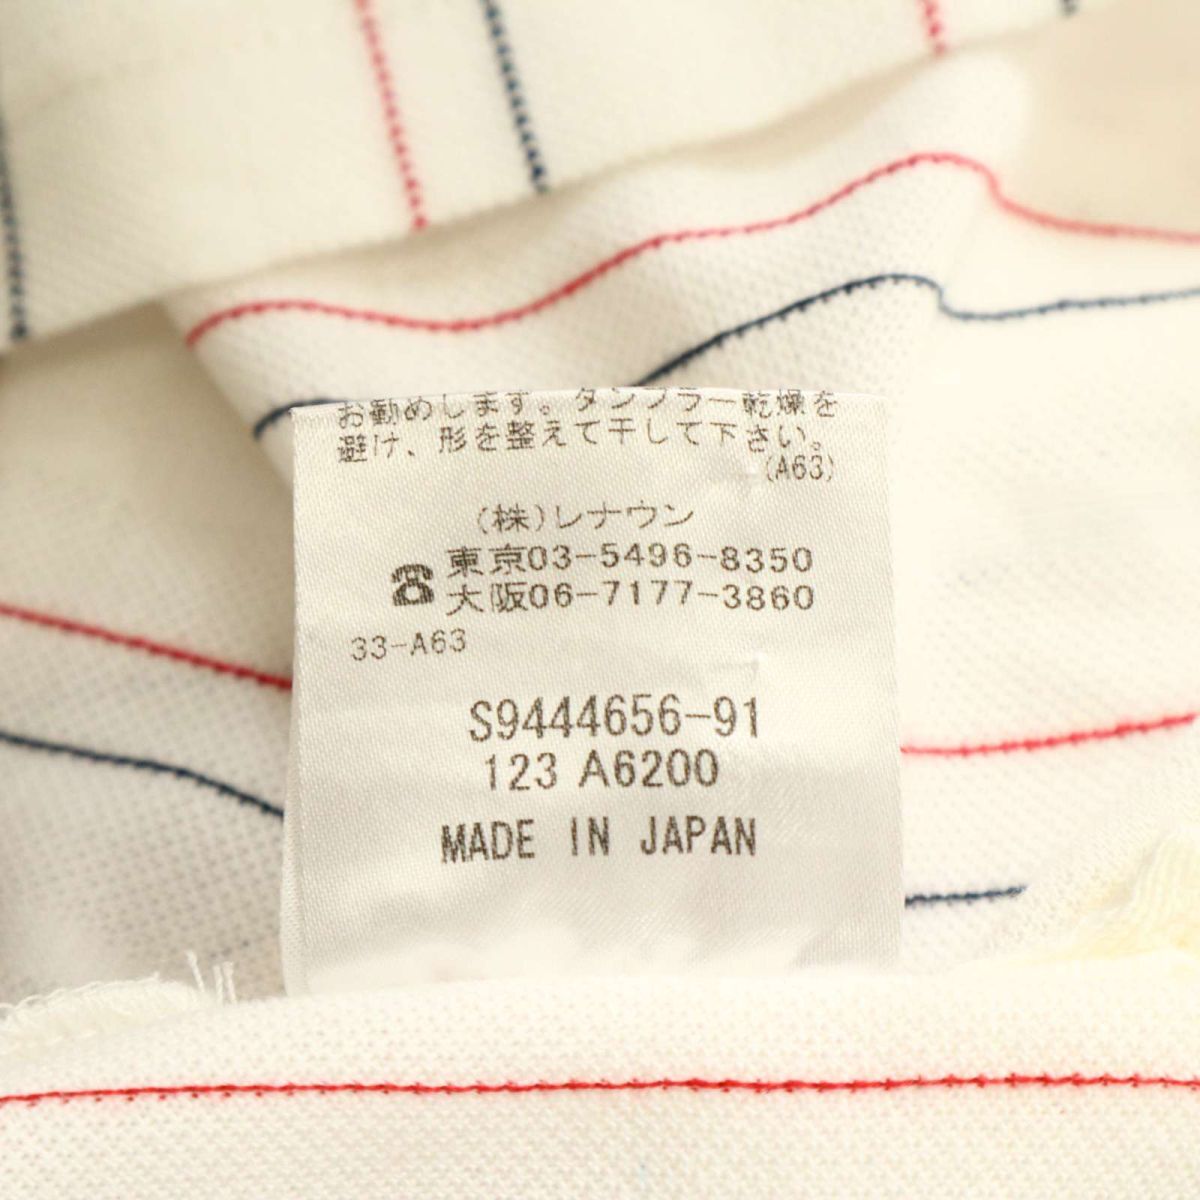 お勧めします。タンブラー乾燥を
避け、形を整えて干して下さい。
(A63)
(株)レナウン
☎東京03-5496-8350
大阪06-7177-3860
33-A63
S9444656-91
123 A6200
MADE IN JAPAN